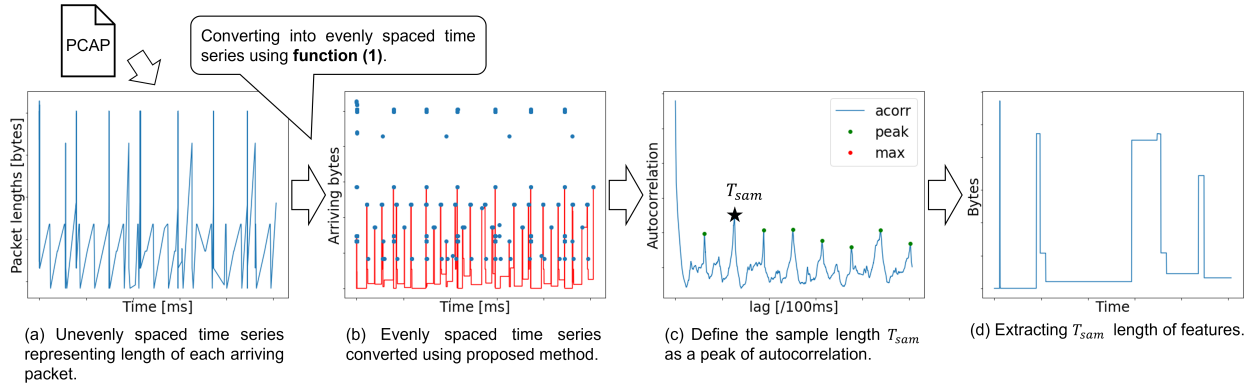 PCAP
Converting into evenly spaced time
series using function (1).
Packet lengths [bytes]
Time [ms]
(a) Unevenly spaced time series
representing length of each arriving
packet.
Arriving bytes
Time [ms]
(b) Evenly spaced time series
converted using proposed method.
Autocorrelation
acorr
peak
max
T_sam
lag [/100ms]
(c) Define the sample length T_sam
as a peak of autocorrelation.
Bytes
Time
(d) Extracting T_sam length of features.